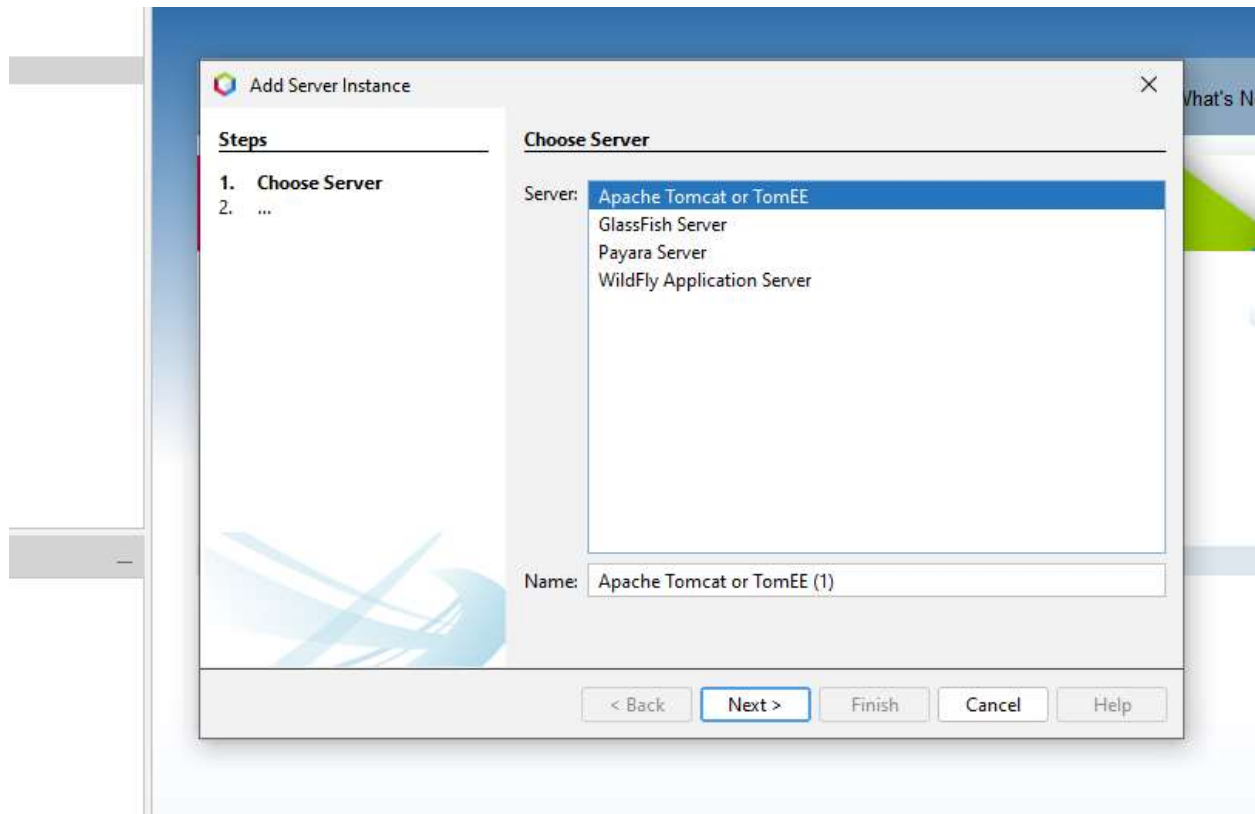 Add Server Instance
What's N
Steps
Choose Server
1. Choose Server
2. ...
Server:
Apache Tomcat or TomEE
GlassFish Server
Payara Server
WildFly Application Server
Name: Apache Tomcat or TomEE (1)
< Back Next > Finish Cancel Help